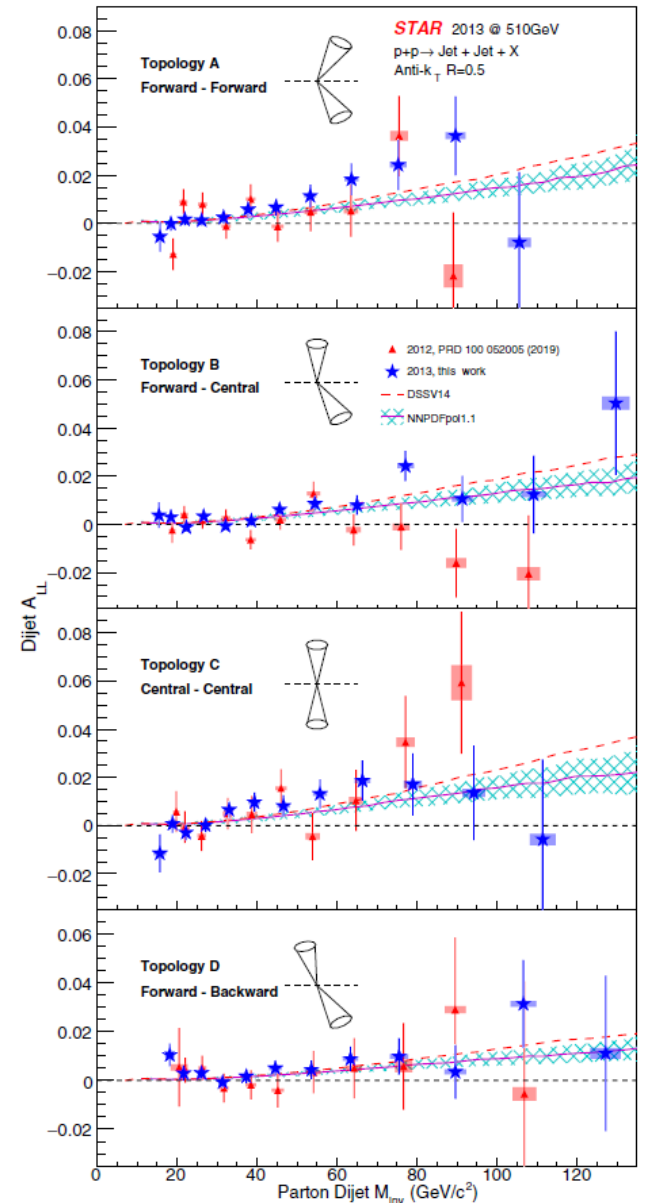 STAR 2013 @ 510GeV
p+p→ Jet + Jet + X
Anti-k_T R=0.5
Topology A
Forward - Forward
0.08
0.06
0.04
0.02
0
−0.02
Topology B
Forward - Central
2012, PRD 100 052005 (2019)
2013, this work
DSSV14
NNPDFpol1.1
0.08
0.06
0.04
0.02
0
−0.02
Dijet A_LL
Topology C
Central - Central
0.08
0.06
0.04
0.02
0
−0.02
Topology D
Forward - Backward
0.06
0.04
0.02
0
−0.02
0 20 40 60 80 100 120
Parton Dijet M_inv (GeV/c²)